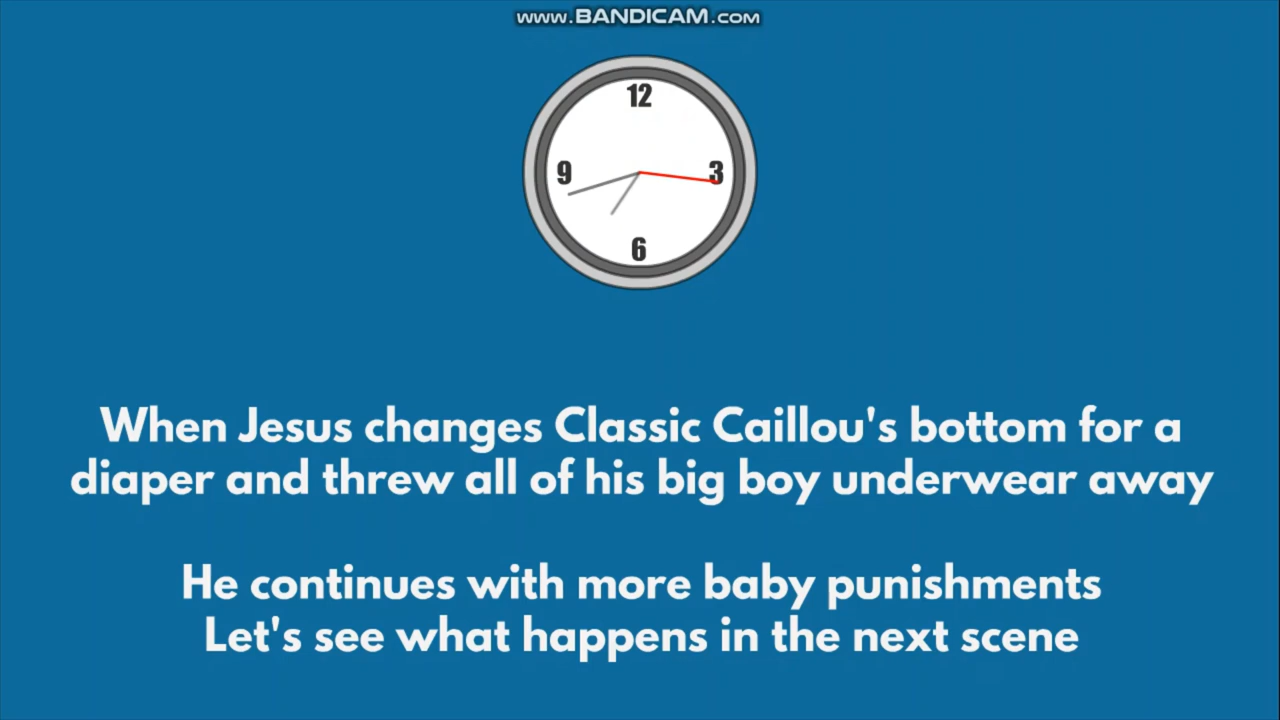 www.BANDICAM.com
12
9
3
6
When Jesus changes Classic Caillou's bottom for a
diaper and threw all of his big boy underwear away
He continues with more baby punishments
Let's see what happens in the next scene